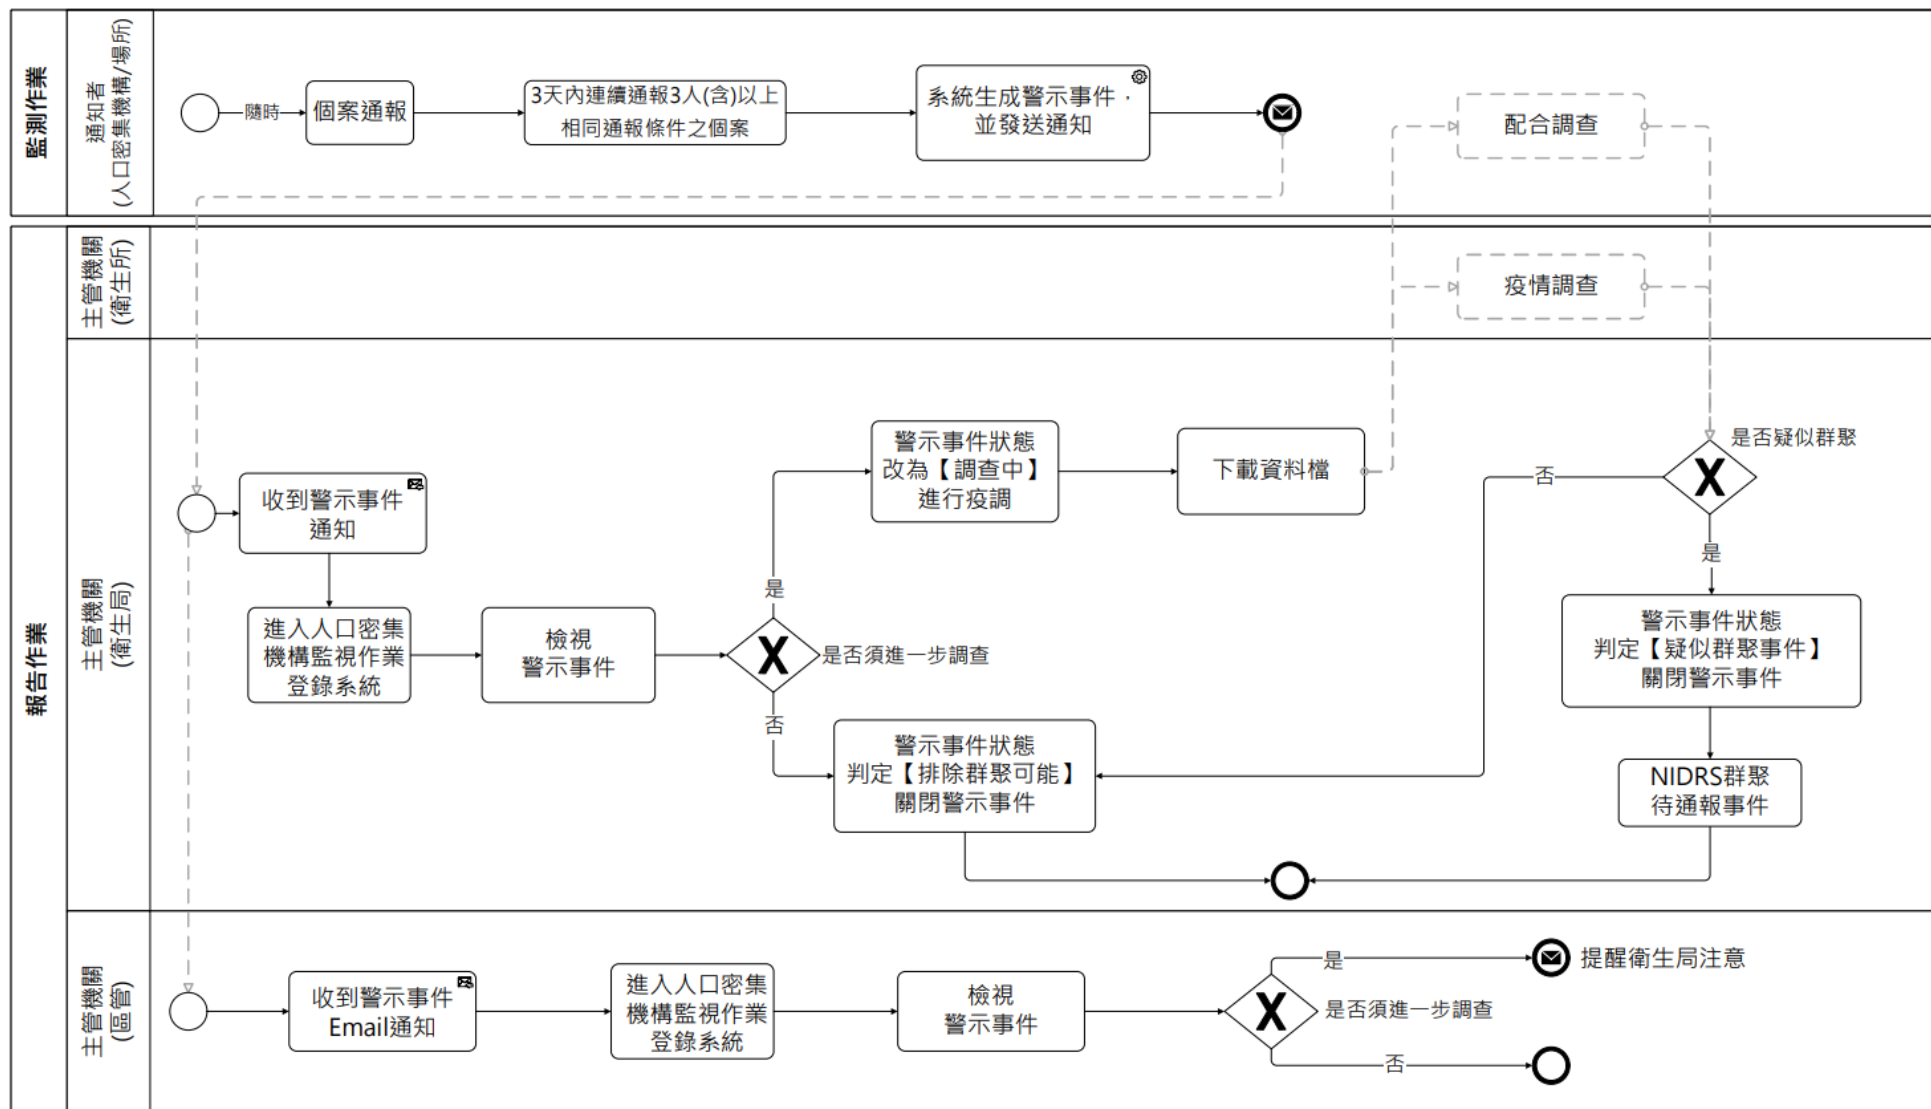 監測作業
通知者
(人口密集機構/場所)
隨時
個案通報
3天內連續通報3人(含)以上
相同通報條件之個案
系統生成警示事件，
並發送通知
配合調查
報告作業
主管機關
(衛生所)
疫情調查
主管機關
(衛生局)
收到警示事件
通知
進入人口密集
機構監視作業
登錄系統
檢視
警示事件
是否須進一步調查
是
否
警示事件狀態
改為【調查中】
進行疫調
下載資料檔
是否疑似群聚
否
是
警示事件狀態
判定【疑似群聚事件】
關閉警示事件
警示事件狀態
判定【排除群聚可能】
關閉警示事件
NIDRS群聚
待通報事件
主管機關
(區管)
收到警示事件
Email通知
進入人口密集
機構監視作業
登錄系統
檢視
警示事件
是
提醒衛生局注意
是否須進一步調查
否